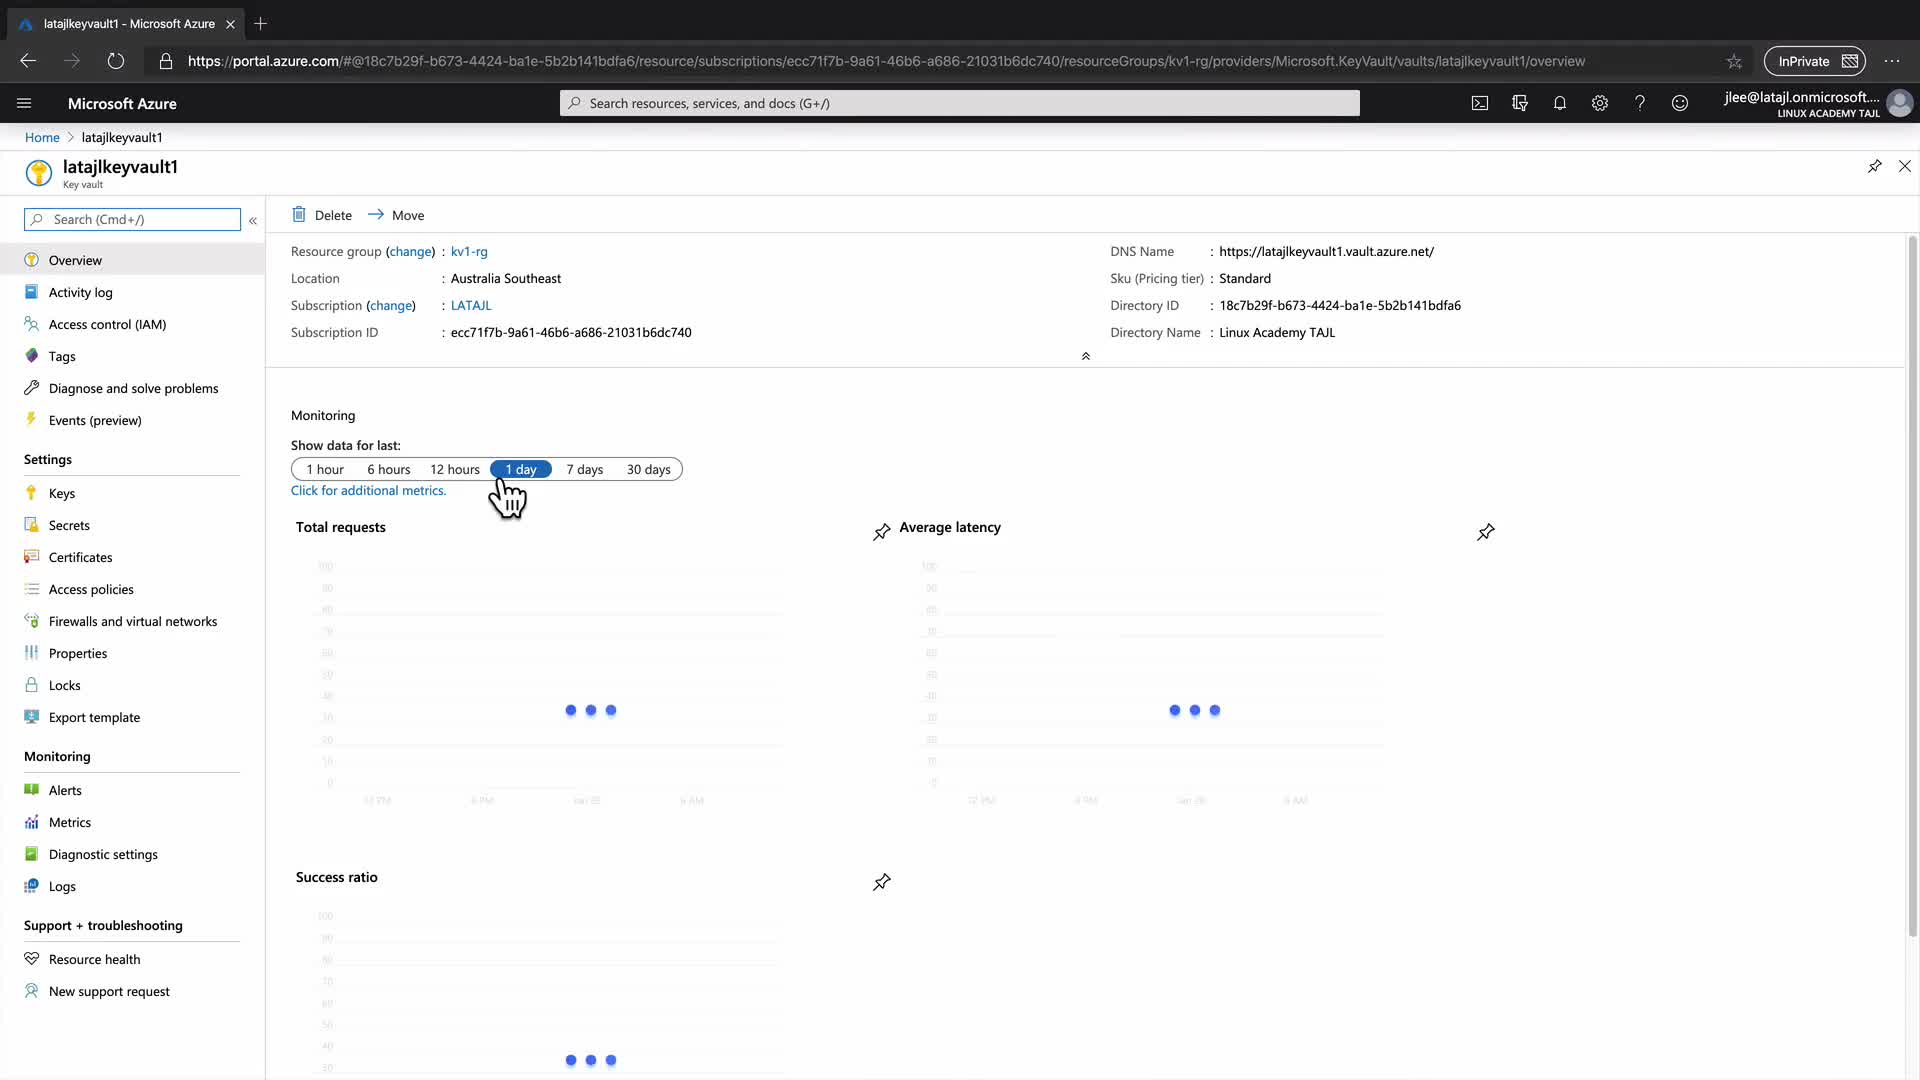 latajlkeyvault1 - Microsoft Azure
https://portal.azure.com/#@18c7b29f-b673-4424-ba1e-5b2b141bdfa6/resource/subscriptions/ecc71f7b-9a61-46b6-a686-21031b6dc740/resourceGroups/kv1-rg/providers/Microsoft.KeyVault/vaults/latajlkeyvault1/overview
InPrivate
Microsoft Azure
Search resources, services, and docs (G+/)
jlee@latajl.onmicrosoft....
LINUX ACADEMY TAJL
Home > latajlkeyvault1
latajlkeyvault1
Key vault
Search (Cmd+/)
Overview
Activity log
Access control (IAM)
Tags
Diagnose and solve problems
Events (preview)
Settings
Keys
Secrets
Certificates
Access policies
Firewalls and virtual networks
Properties
Locks
Export template
Monitoring
Alerts
Metrics
Diagnostic settings
Logs
Support + troubleshooting
Resource health
New support request
Delete Move
Resource group (change) : kv1-rg
Location : Australia Southeast
Subscription (change) : LATAJL
Subscription ID : ecc71f7b-9a61-46b6-a686-21031b6dc740
DNS Name : https://latajlkeyvault1.vault.azure.net/
Sku (Pricing tier) : Standard
Directory ID : 18c7b29f-b673-4424-ba1e-5b2b141bdfa6
Directory Name : Linux Academy TAJL
Monitoring
Show data for last:
1 hour 6 hours 12 hours 1 day 7 days 30 days
Click for additional metrics.
Total requests
Average latency
Success ratio